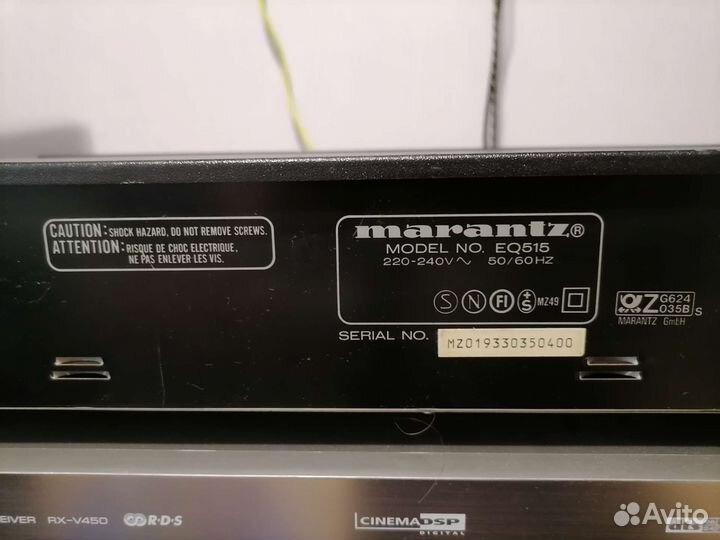 CAUTION: SHOCK HAZARD, DO NOT REMOVE SCREWS.
ATTENTION: RISQUE DE CHOC ELECTRIQUE,
NE PAS ENLEVER LES VIS.
marantz®
MODEL NO. EQ515
220-240V~ 50/60HZ
S N FI +S MZ49
SERIAL NO. MZ019330350400
Z G624
035B S
MARANTZ GmbH
EIVER RX-V450 R·D·S
CINEMA DSP
DIGITAL
dts
Avito